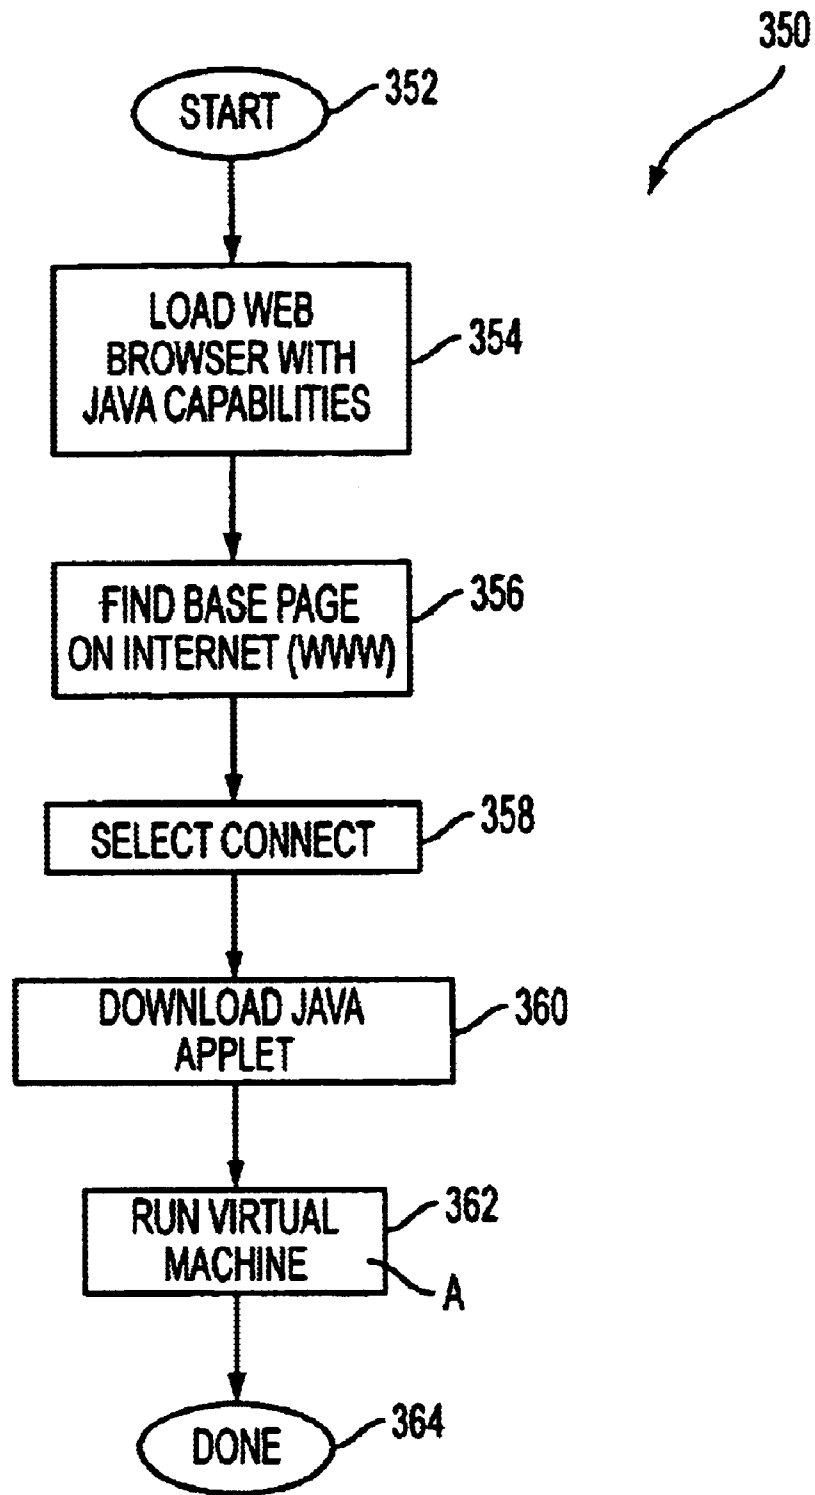 350
START
352
LOAD WEB
BROWSER WITH
JAVA CAPABILITIES
354
FIND BASE PAGE
ON INTERNET (WWW)
356
SELECT CONNECT
358
DOWNLOAD JAVA
APPLET
360
RUN VIRTUAL
MACHINE
362
A
DONE
364